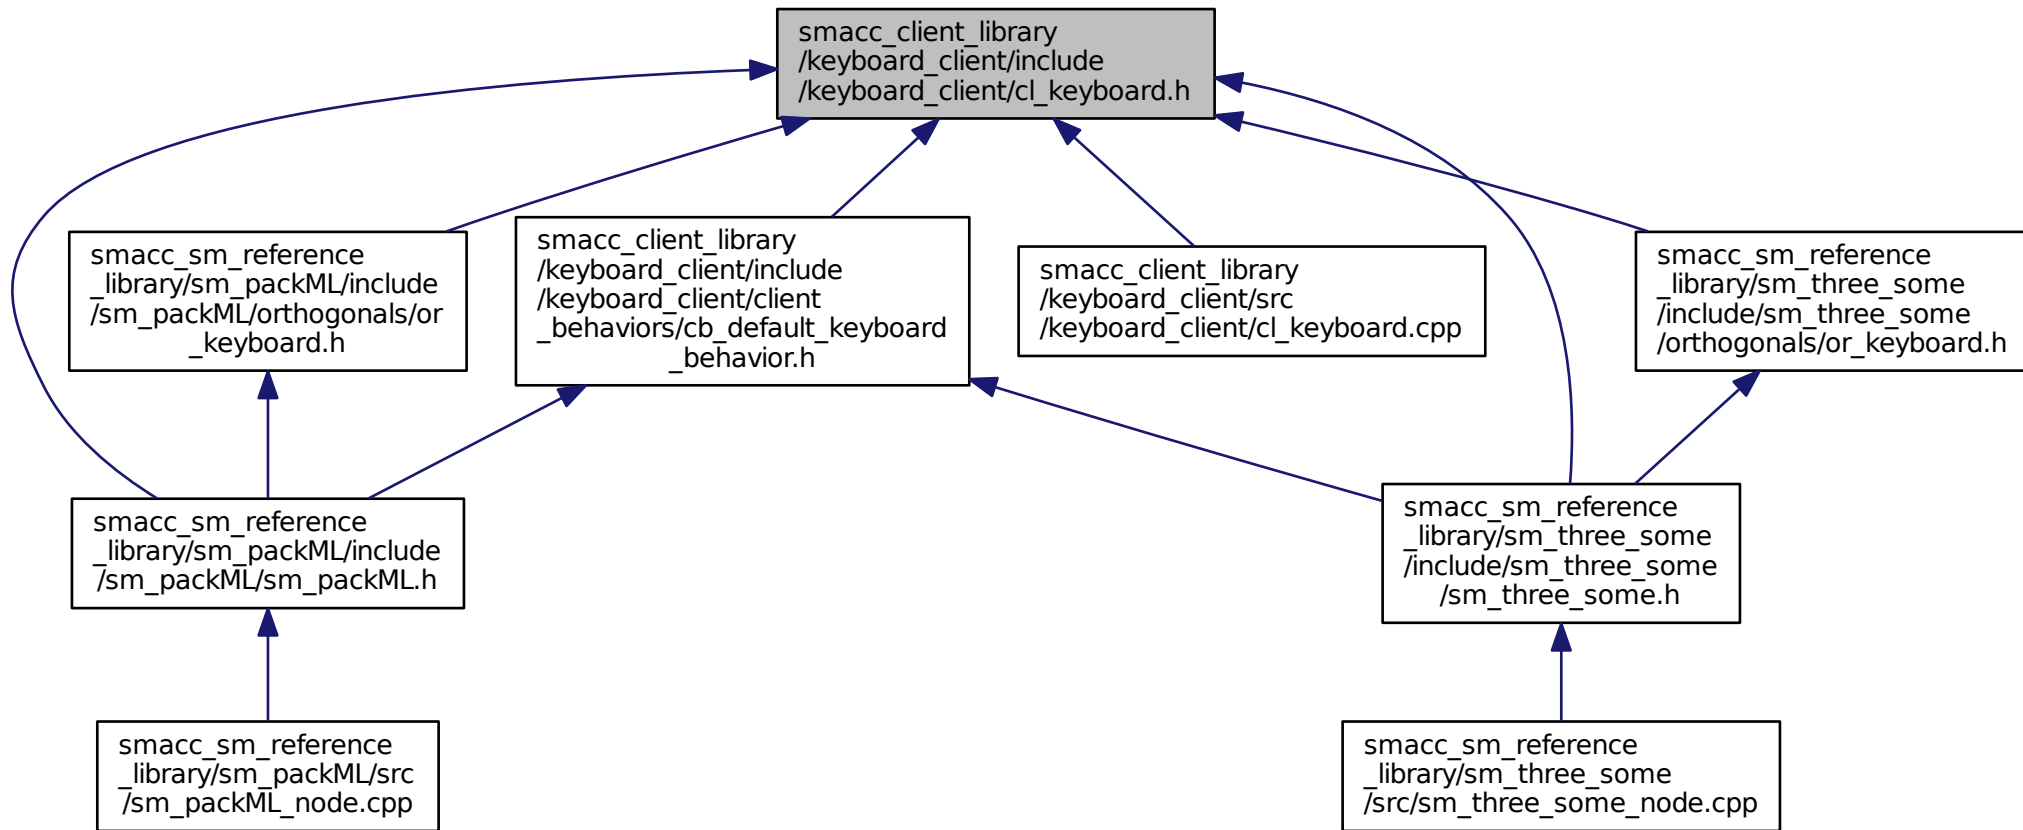 smacc_client_library
/keyboard_client/include
/keyboard_client/cl_keyboard.h
smacc_sm_reference
_library/sm_packML/include
/sm_packML/orthogonals/or
_keyboard.h
smacc_client_library
/keyboard_client/include
/keyboard_client/client
_behaviors/cb_default_keyboard
_behavior.h
smacc_client_library
/keyboard_client/src
/keyboard_client/cl_keyboard.cpp
smacc_sm_reference
_library/sm_three_some
/include/sm_three_some
/orthogonals/or_keyboard.h
smacc_sm_reference
_library/sm_packML/include
/sm_packML/sm_packML.h
smacc_sm_reference
_library/sm_three_some
/include/sm_three_some
/sm_three_some.h
smacc_sm_reference
_library/sm_packML/src
/sm_packML_node.cpp
smacc_sm_reference
_library/sm_three_some
/src/sm_three_some_node.cpp